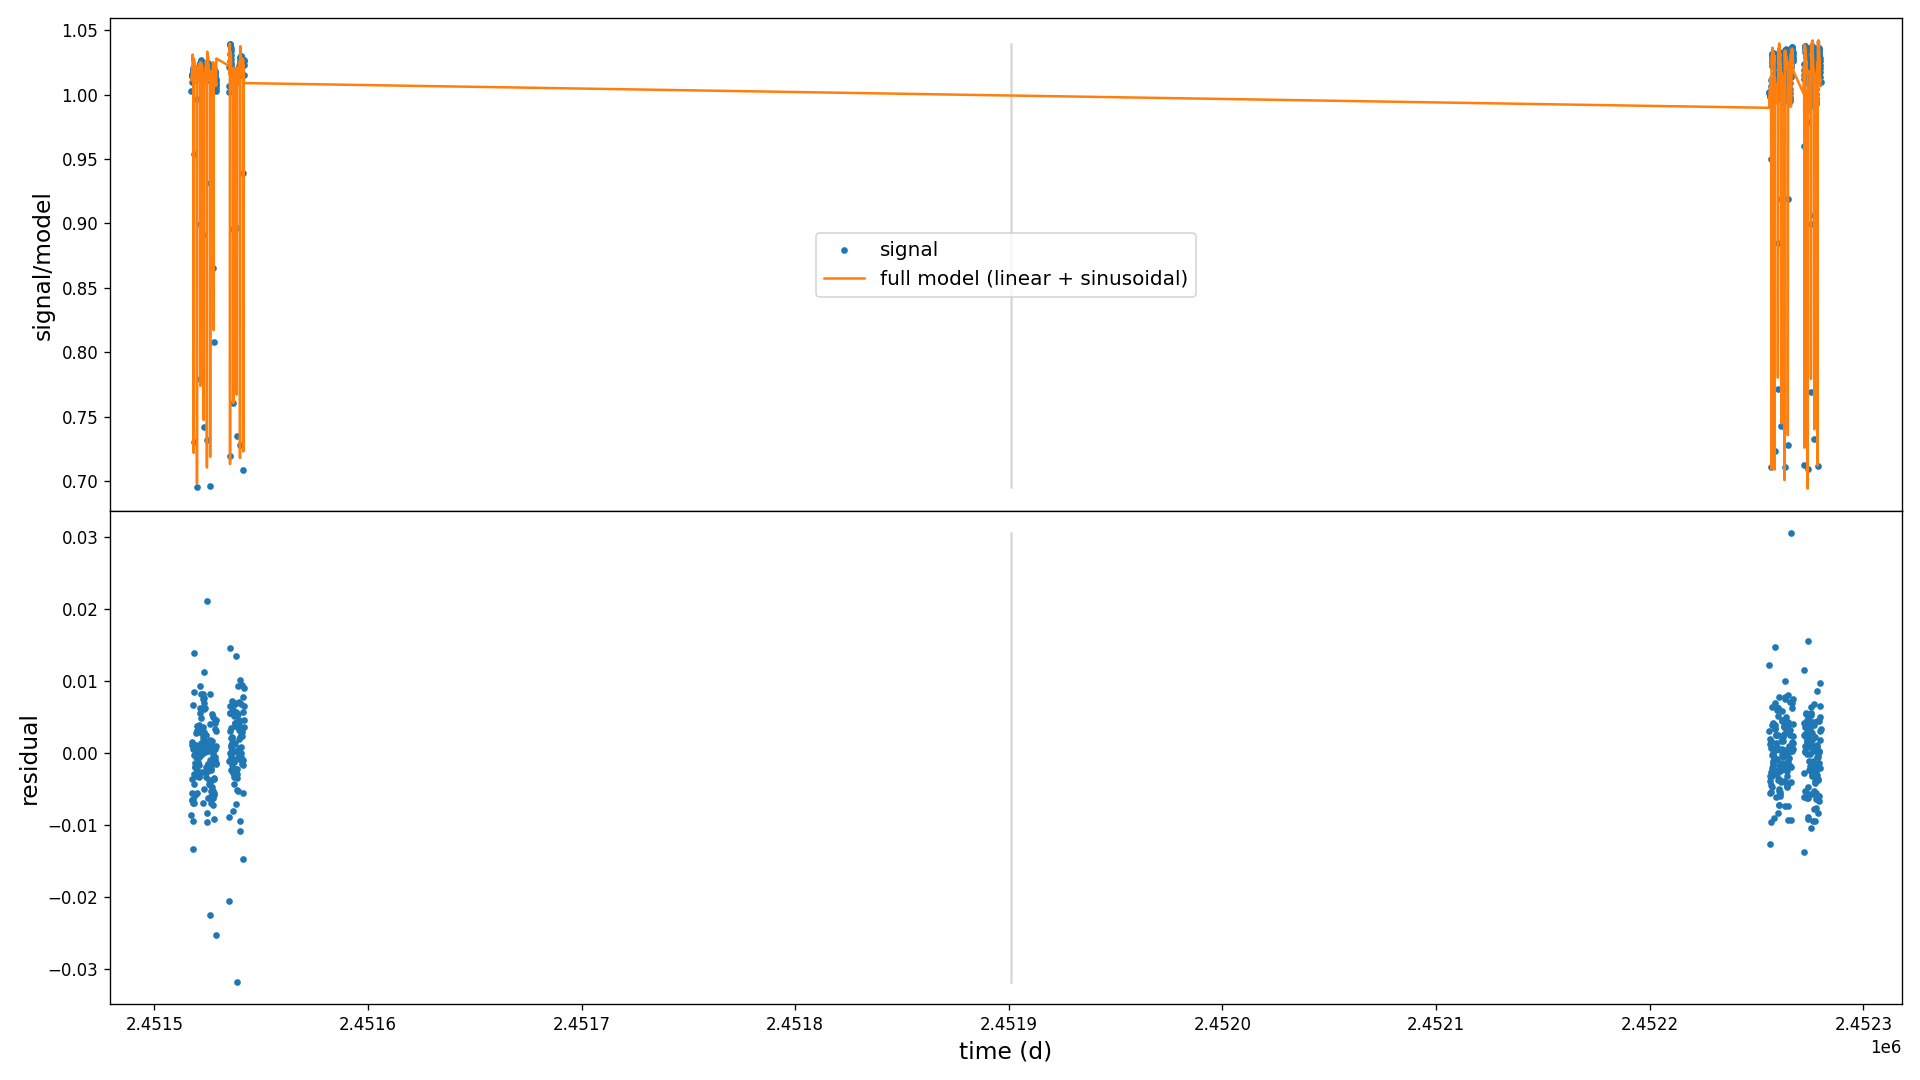 1.05
1.00
0.95
0.90
0.85
0.80
0.75
0.70
signal/model
signal
full model (linear + sinusoidal)
0.03
0.02
0.01
0.00
−0.01
−0.02
−0.03
residual
2.4515 2.4516 2.4517 2.4518 2.4519 2.4520 2.4521 2.4522 2.4523
1e6
time (d)